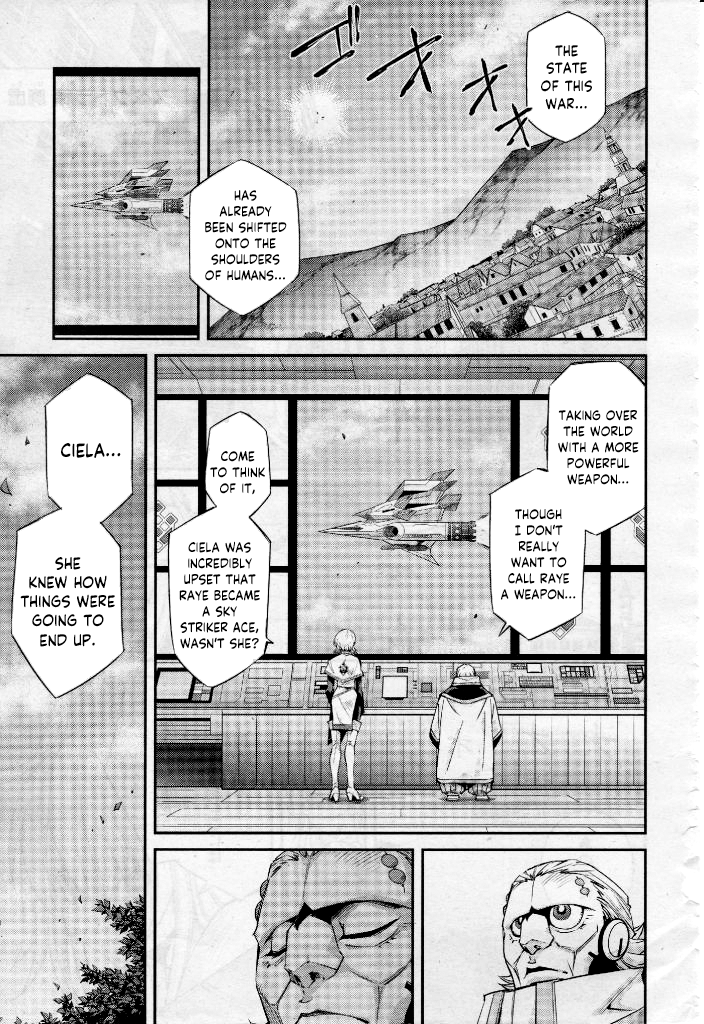 ゴ
オ
オ
オ
THE
STATE
OF THIS
WAR...
HAS
ALREADY
BEEN SHIFTED
ONTO THE
SHOULDERS
OF HUMANS...
TAKING OVER
THE WORLD
WITH A MORE
POWERFUL
WEAPON...
THOUGH
I DON'T
REALLY
WANT TO
CALL RAYE
A WEAPON...
COME
TO THINK
OF IT,
CIELA WAS
INCREDIBLY
UPSET THAT
RAYE BECAME
A SKY
STRIKER ACE,
WASN'T SHE?
CIELA...
SHE
KNEW HOW
THINGS WERE
GOING TO
END UP.